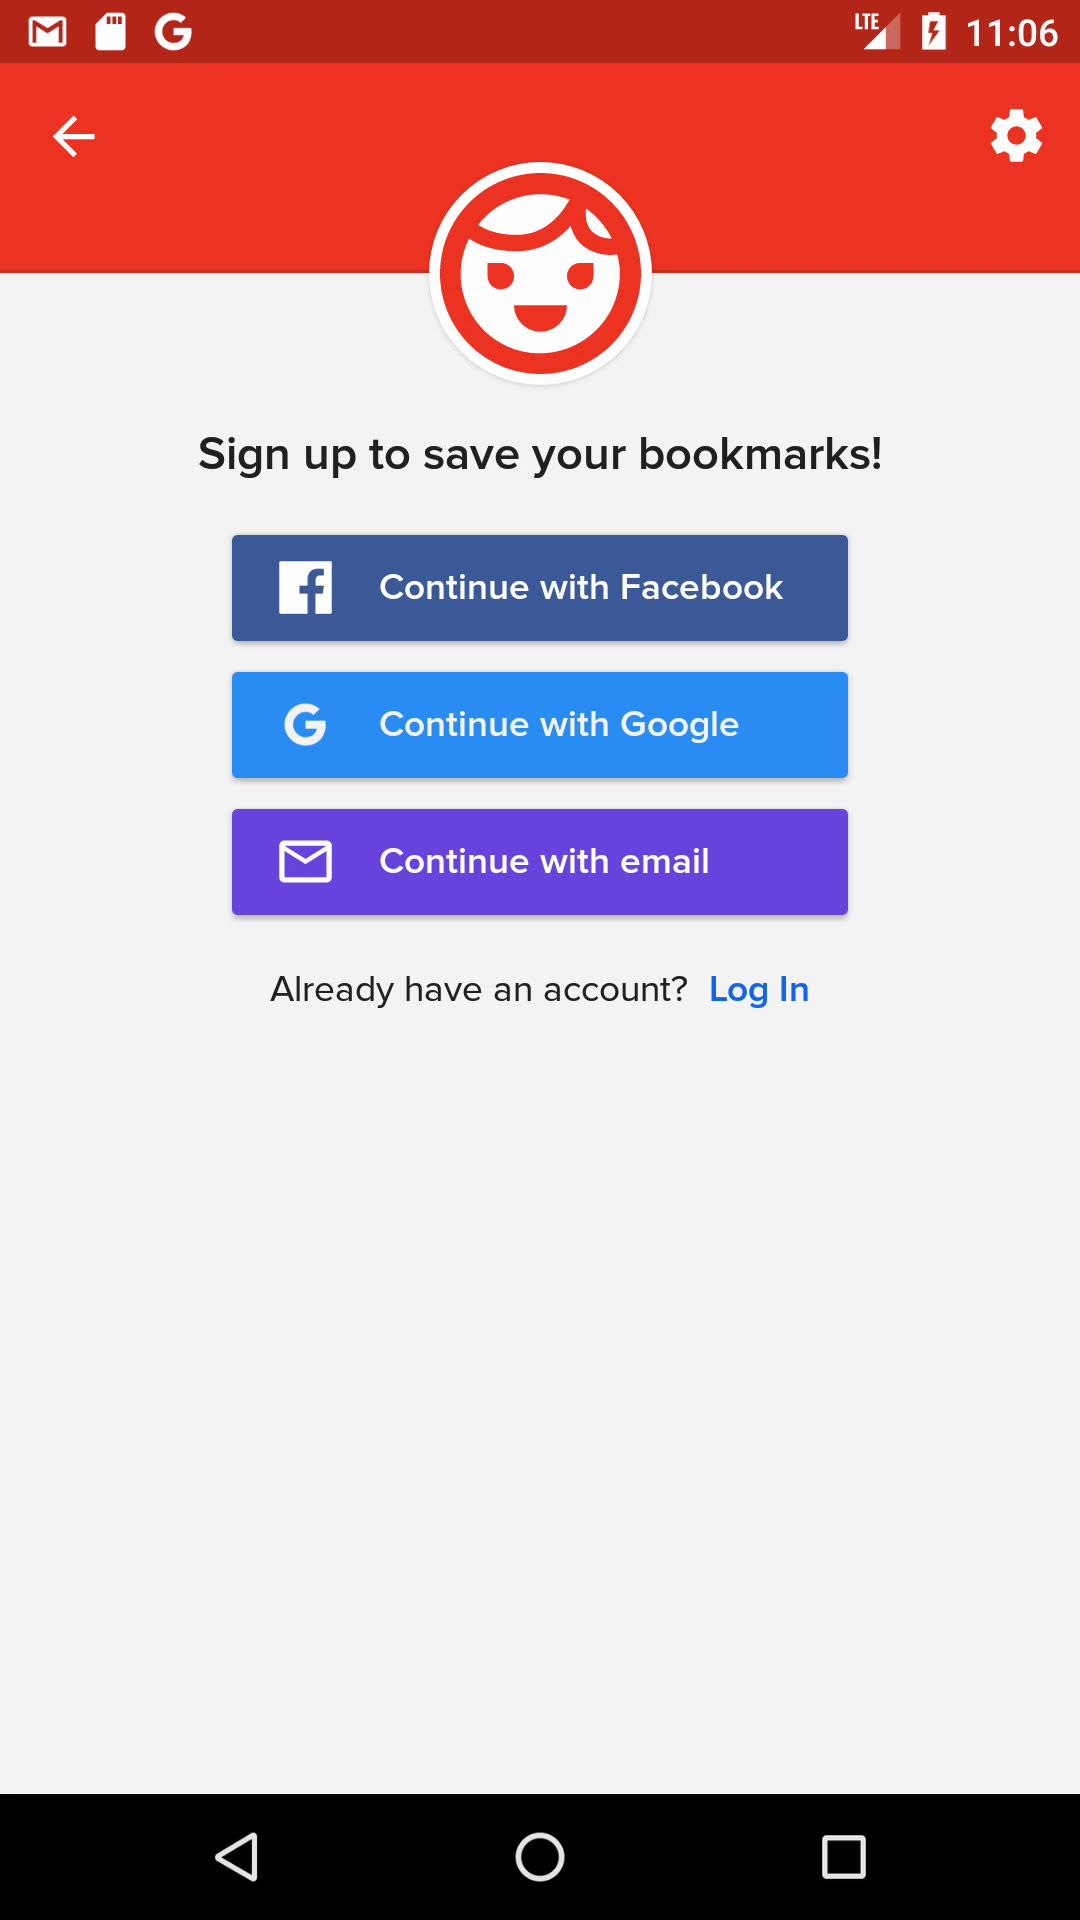 LTE 11:06
Sign up to save your bookmarks!
Continue with Facebook
Continue with Google
Continue with email
Already have an account? Log In